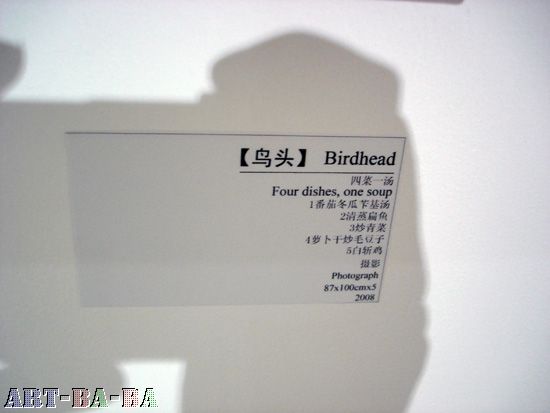 【鸟头】 Birdhead
四菜一汤
Four dishes, one soup
1番茄冬瓜芐基汤
2清蒸扁鱼
3炒青菜
4萝卜干炒毛豆子
5白斩鸡
摄影
Photograph
87x100cmx5
2008
ART-BA-BA